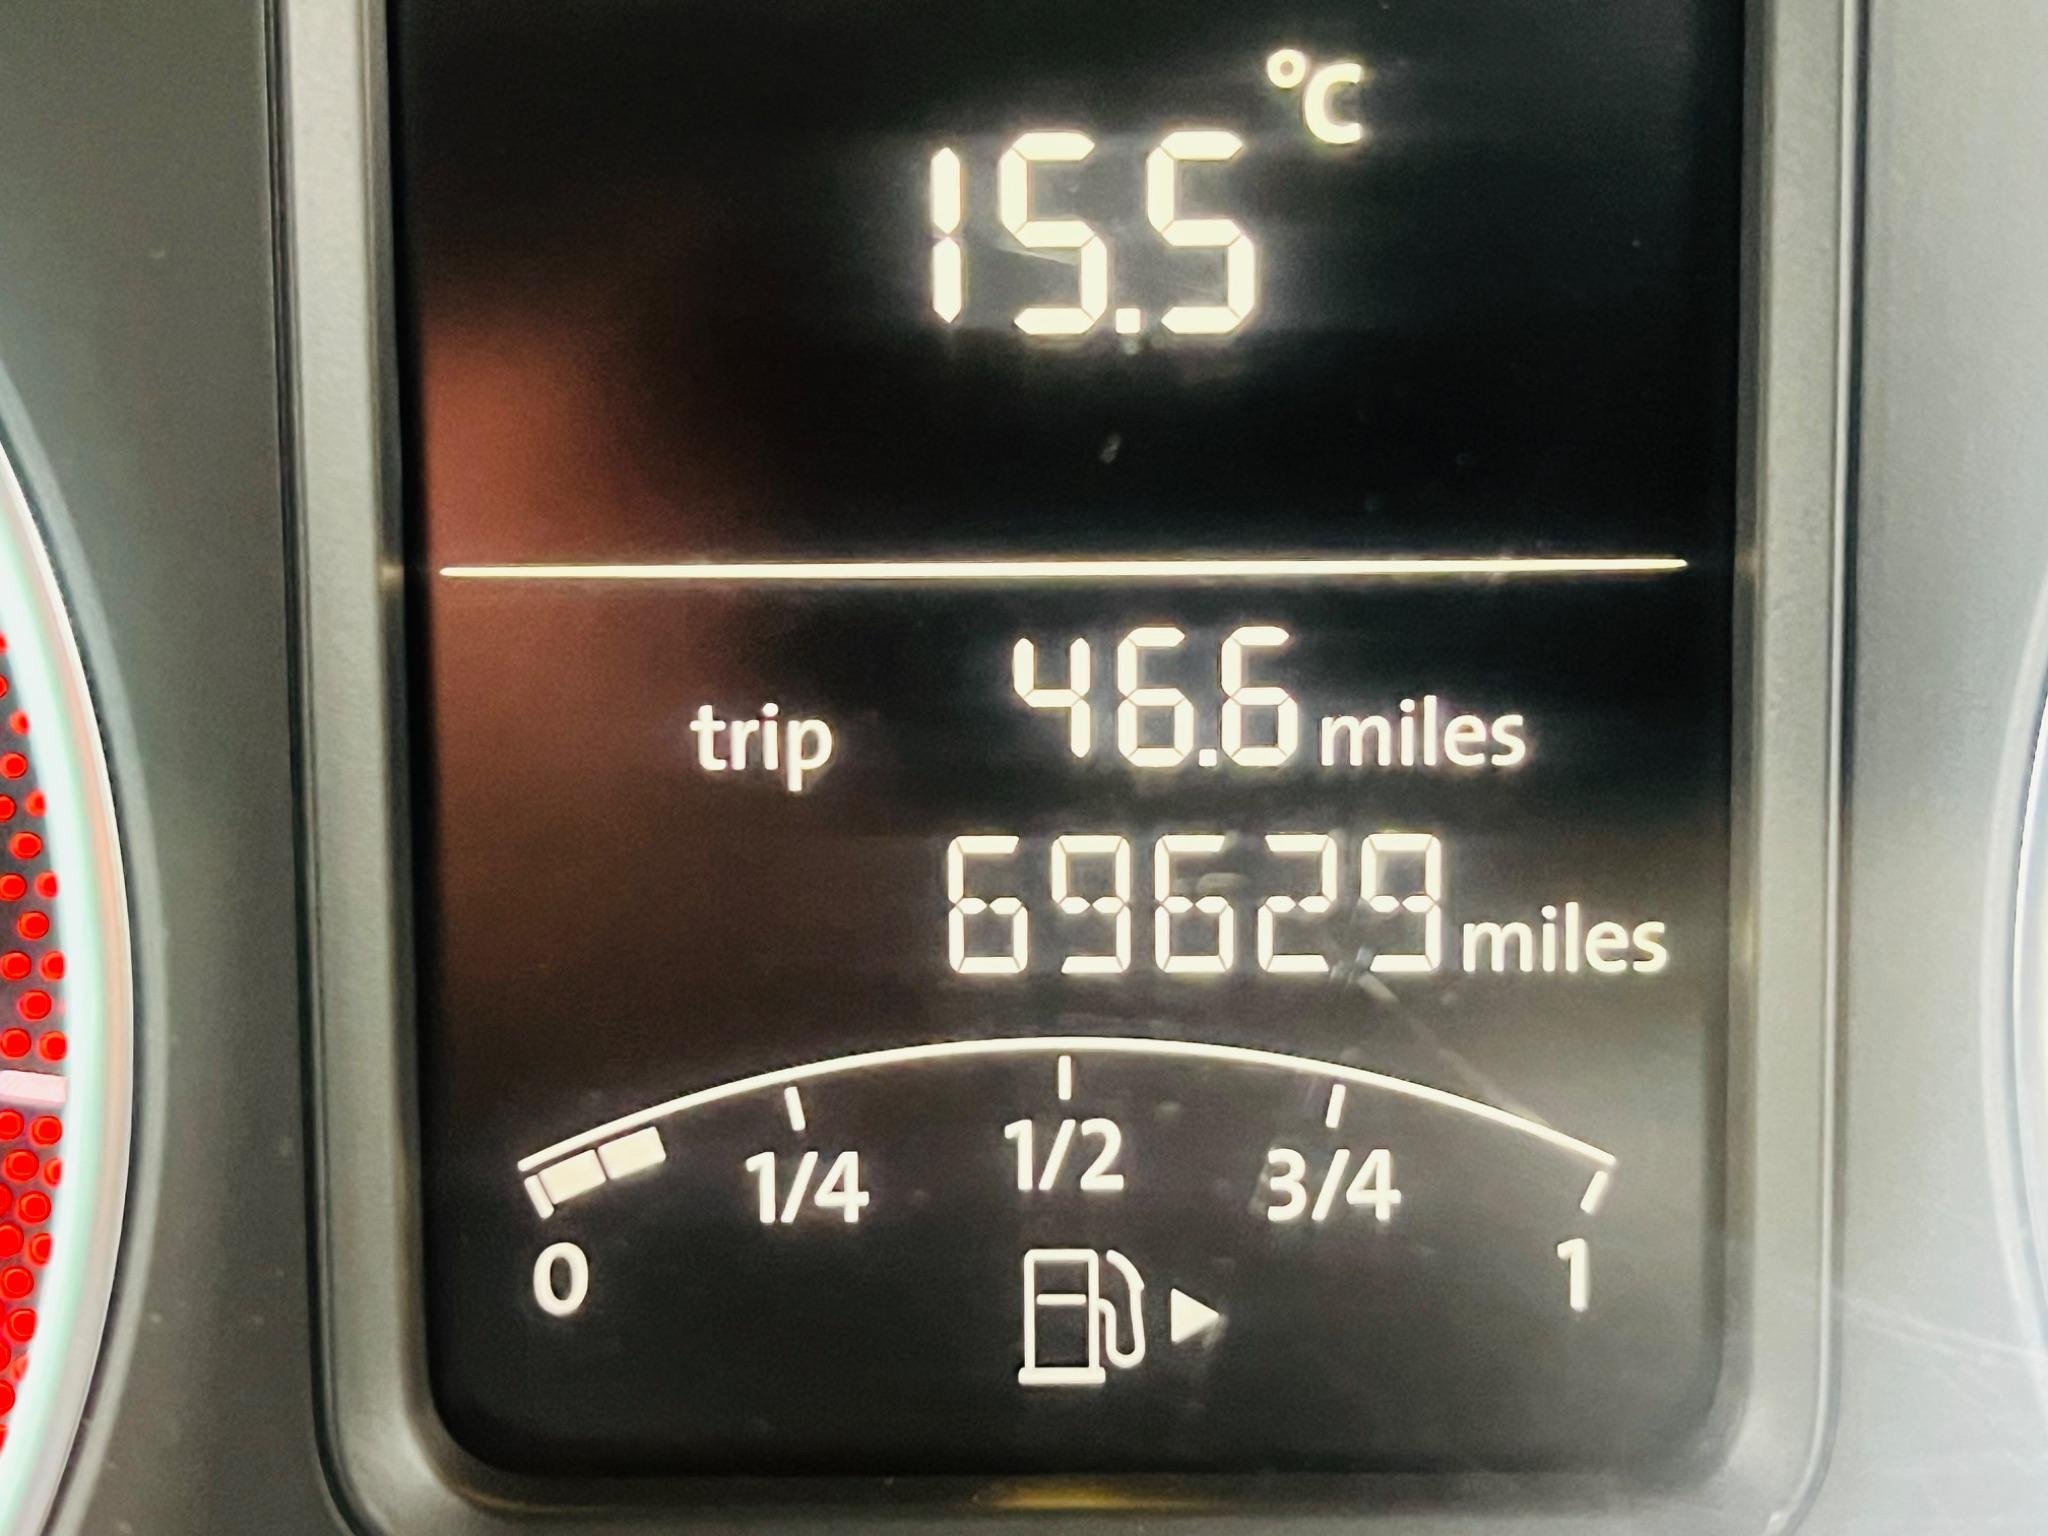 15.5 °C
trip 46.6 miles
69629 miles
0 1/4 1/2 3/4 1